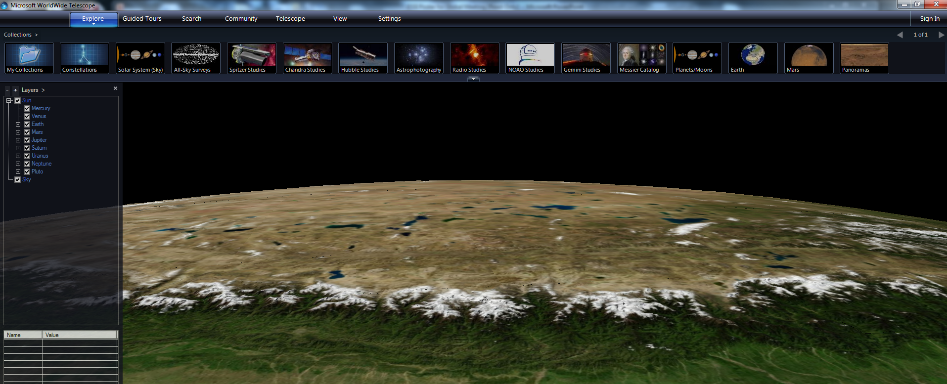 Microsoft WorldWide Telescope
Explore Guided Tours Search Community Telescope View Settings Sign In
Collections > 1 of 1
My Collections Constellations Solar System (Sky) All-Sky Surveys Spitzer Studies Chandra Studies Hubble Studies Astrophotography Radio Studies NOAO Studies Gemini Studies Messier Catalog Planets/Moons Earth Mars Panoramas
Layers >
Sun
Mercury
Venus
Earth
Mars
Jupiter
Saturn
Uranus
Neptune
Pluto
Sky
Name Value